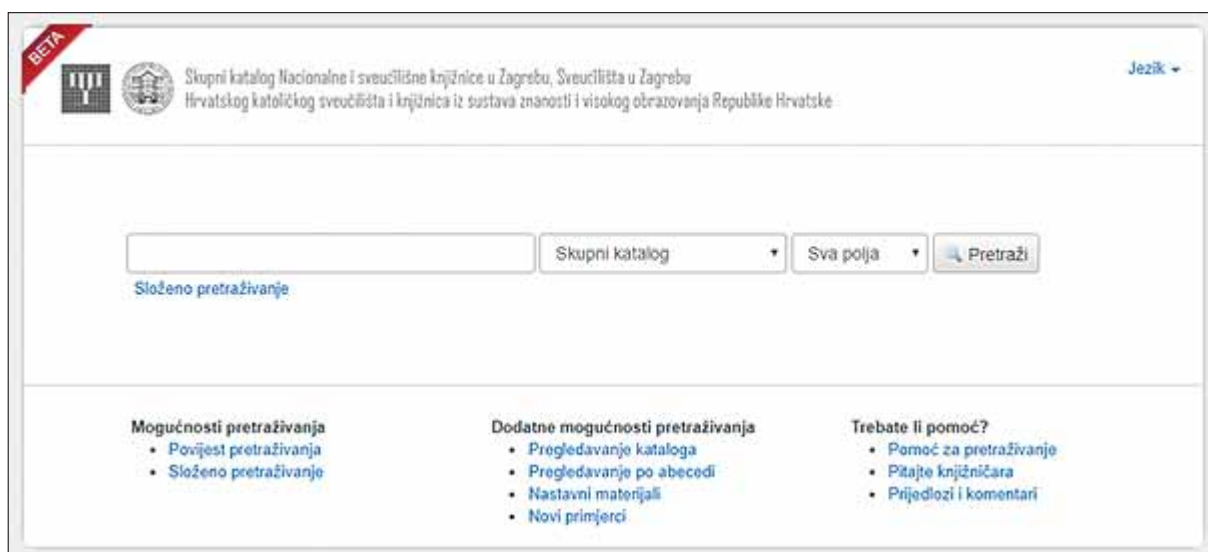 BETA
Skupni katalog Nacionalne i sveučilišne knjižnice u Zagrebu, Sveučilišta u Zagrebu
Hrvatskog katoličkog sveučilišta i knjižnica iz sustava znanosti i visokog obrazovanja Republike Hrvatske
Jezik
Skupni katalog
Sva polja
Pretraži
Složeno pretraživanje
Mogućnosti pretraživanja
Povijest pretraživanja
Složeno pretraživanje
Dodatne mogućnosti pretraživanja
Pregledavanje kataloga
Pregledavanje po abecedi
Nastavni materijali
Novi primjerci
Trebate li pomoć?
Pomoć za pretraživanje
Pitajte knjižničara
Prijedlozi i komentari